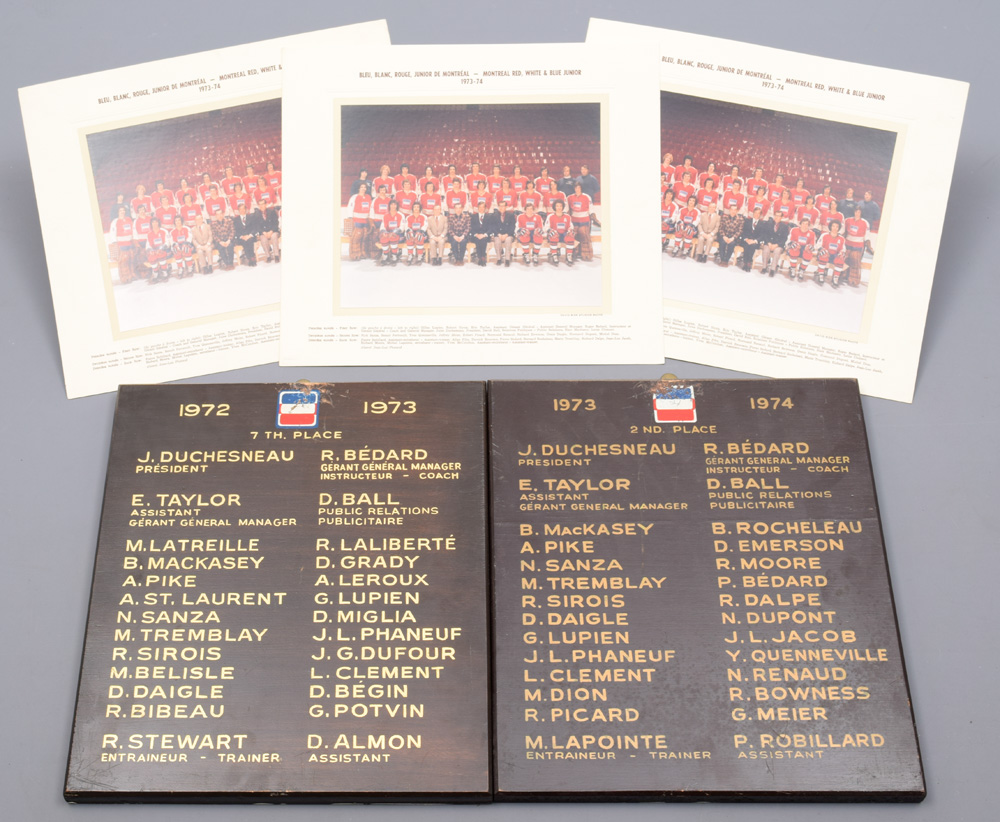 BLEU, BLANC, ROUGE, JUNIOR DE MONTRÉAL — MONTREAL RED, WHITE &
1973-74
BLEU, BLANC, ROUGE, JUNIOR DE MONTRÉAL — MONTREAL RED, WHITE & BLUE JUNIOR
1973-74
BLEU, BLANC, ROUGE, JUNIOR DE MONTRÉAL — MONTREAL RED, WHITE & BLUE JUNIOR
1973-74
1972 1973
7 TH. PLACE
J. DUCHESNEAU R. BÉDARD
PRÉSIDENT GÉRANT GÉNÉRAL MANAGER
INSTRUCTEUR - COACH
E. TAYLOR D. BALL
ASSISTANT PUBLIC RELATIONS
GÉRANT GÉNERAL MANAGER PUBLICITAIRE
M. LATREILLE R. LALIBERTÉ
B. MACKASEY D. GRADY
A. PIKE A. LEROUX
A. ST. LAURENT G. LUPIEN
N. SANZA D. MIGLIA
M. TREMBLAY J. L. PHANEUF
R. SIROIS J. G. DUFOUR
M. BELISLE L. CLEMENT
D. DAIGLE D. BÉGIN
R. BIBEAU G. POTVIN
R. STEWART D. ALMON
ENTRAINEUR - TRAINER ASSISTANT
1973 1974
2 ND. PLACE
J. DUCHESNEAU R. BÉDARD
PRESIDENT GÉRANT GENERAL MANAGER
INSTRUCTEUR - COACH
E. TAYLOR D. BALL
ASSISTANT PUBLIC RELATIONS
GÉRANT GENERAL MANAGER PUBLICITAIRE
B. MacKASEY B. ROCHELEAU
A. PIKE D. EMERSON
N. SANZA R. MOORE
M. TREMBLAY P. BÉDARD
R. SIROIS R. DALPE
D. DAIGLE N. DUPONT
G. LUPIEN J. L. JACOB
J. L. PHANEUF Y. QUENNEVILLE
L. CLEMENT N. RENAUD
M. DION R. BOWNESS
R. PICARD G. MEIER
M. LAPOINTE P. ROBILLARD
ENTRAINEUR - TRAINER ASSISTANT